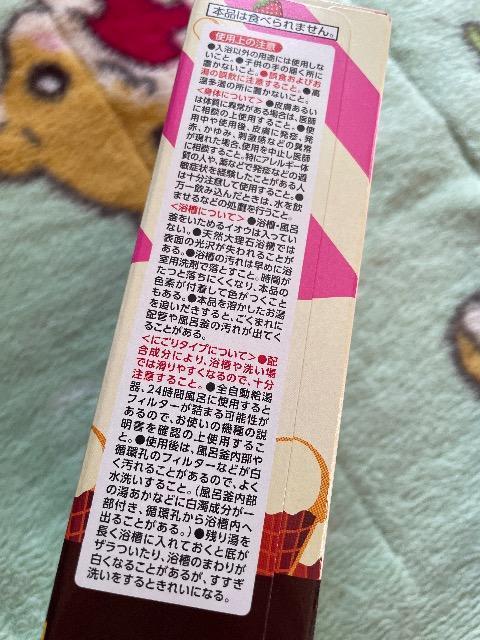 本品は食べられません。
使用上の注意
●入浴以外の用途には使用しな
いこと。●子供の手の届く所に
置かないこと。●誤食およびお
湯の誤飲に注意すること。●高
温多湿の所に置かないこと。
<身体について>●皮膚あるい
は体質に異常がある場合は、医師
に相談の上使用すること。●使
用中や使用後、皮膚に発疹、発
赤、かゆみ、刺激感などの異常
が現れた場合、使用を中止し医師
に相談すること。特にアレルギー体
質の人や、薬などで発疹などの過
敏症状を経験したことがある人
は十分注意して使用すること。●
万一飲み込んだときは、水を飲
ませるなどの処置を行うこと。
<浴槽について>●浴槽・風呂
釜をいためるイオウは入ってい
ない。●天然大理石浴槽では
表面の光沢が失われることが
ある。●浴槽の汚れは早めに浴
室用洗剤で落とすこと。時間が
たつと落ちにくくなり、本品の
色素が付着して色がつくこと
もある。●本品を溶かしたお湯
を追いだきすると、ごくまれに
配管や風呂釜の汚れが出てく
ることがある。
<にごりタイプについて>●配
合成分により、浴槽や洗い場
では滑りやすくなるので、十分
注意すること。●全自動給湯
器、24時間風呂に使用すると
フィルターが詰まる可能性が
あるので、お使いの機種の説
明書を確認の上使用するこ
と。●使用後は、風呂釜内部や
循環孔のフィルターなどが白
く汚れることがあるので、よく
水洗いすること。(風呂釜内部
の湯あかなどに白濁成分が一
部付き、循環孔から浴槽内へ
出ることがある。)●残り湯を
長く浴槽に入れておくと底が
ザラついたり、浴槽のまわりが
白くなることがあるが、すすぎ
洗いをするときれいになる。